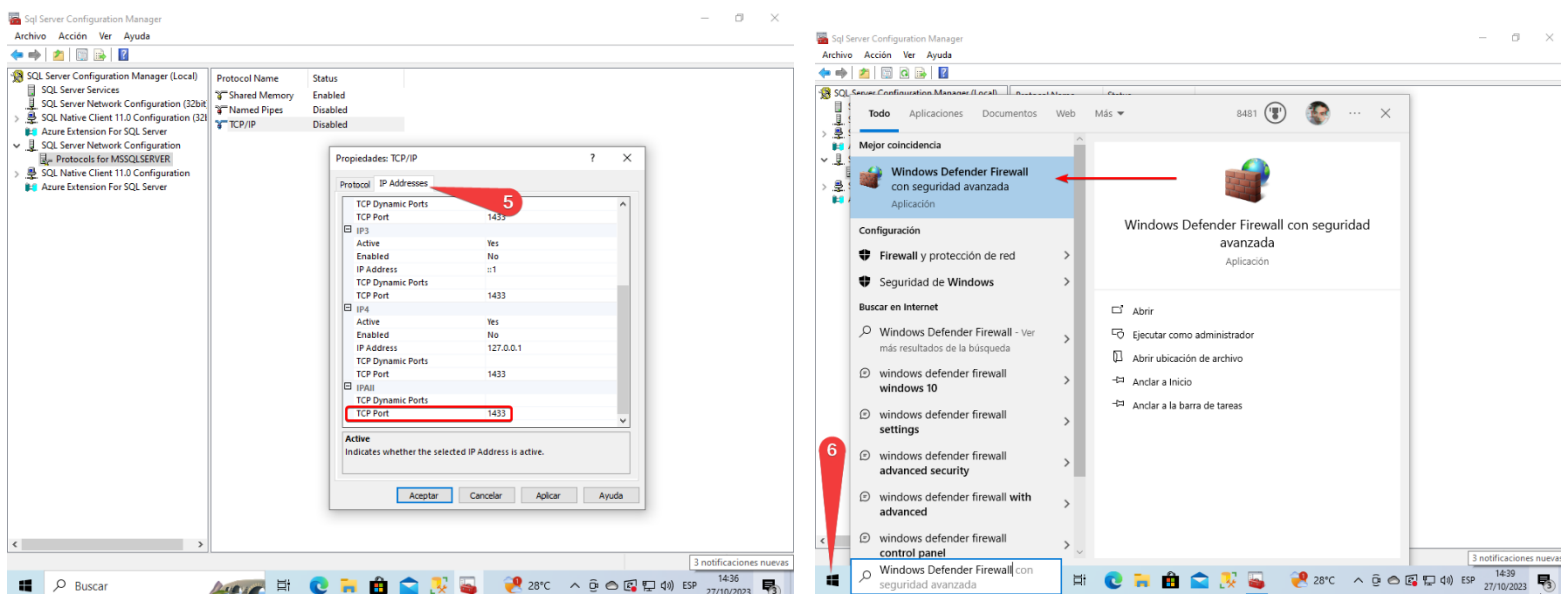 Sql Server Configuration Manager
Archivo Acción Ver Ayuda
SQL Server Configuration Manager (Local)
SQL Server Services
SQL Server Network Configuration (32bit
SQL Native Client 11.0 Configuration (32
Azure Extension For SQL Server
SQL Server Network Configuration
Protocols for MSSQLSERVER
SQL Native Client 11.0 Configuration
Azure Extension For SQL Server
Protocol Name Status
Shared Memory Enabled
Named Pipes Disabled
TCP/IP Disabled
Propiedades: TCP/IP
Protocol IP Addresses
5
TCP Dynamic Ports
TCP Port 1433
IP3
Active Yes
Enabled No
IP Address ::1
TCP Dynamic Ports
TCP Port 1433
IP4
Active Yes
Enabled No
IP Address 127.0.0.1
TCP Dynamic Ports
TCP Port 1433
IPAll
TCP Dynamic Ports
TCP Port 1433
Active
Indicates whether the selected IP Address is active.
Aceptar Cancelar Aplicar Ayuda
3 notificaciones nuevas
Buscar
28°C
ESP
14:36
27/10/2023
3
Sql Server Configuration Manager
Archivo Acción Ver Ayuda
SQL Server Configuration Manager (Local) Protocol Name Status
Todo Aplicaciones Documentos Web Más 8481
Mejor coincidencia
Windows Defender Firewall
con seguridad avanzada
Aplicación
Configuración
Firewall y protección de red
Seguridad de Windows
Buscar en Internet
Windows Defender Firewall - Ver
más resultados de la búsqueda
windows defender firewall
windows 10
windows defender firewall
settings
windows defender firewall
advanced security
windows defender firewall with
advanced
windows defender firewall
control panel
Windows Defender Firewall con seguridad
avanzada
Aplicación
Abrir
Ejecutar como administrador
Abrir ubicación de archivo
Anclar a Inicio
Anclar a la barra de tareas
6
3 notificaciones nuevas
Windows Defender Firewall con
seguridad avanzada
28°C
ESP
14:39
27/10/2023
3